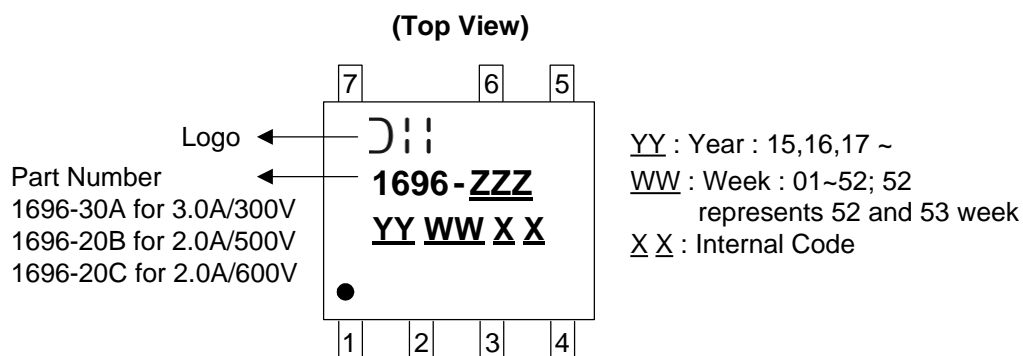 (Top View)
7 6 5
Logo
Part Number
1696-30A for 3.0A/300V
1696-20B for 2.0A/500V
1696-20C for 2.0A/600V
1696-ZZZ
YY WW X X
YY : Year : 15,16,17 ~
WW : Week : 01~52; 52
represents 52 and 53 week
X X : Internal Code
1 2 3 4